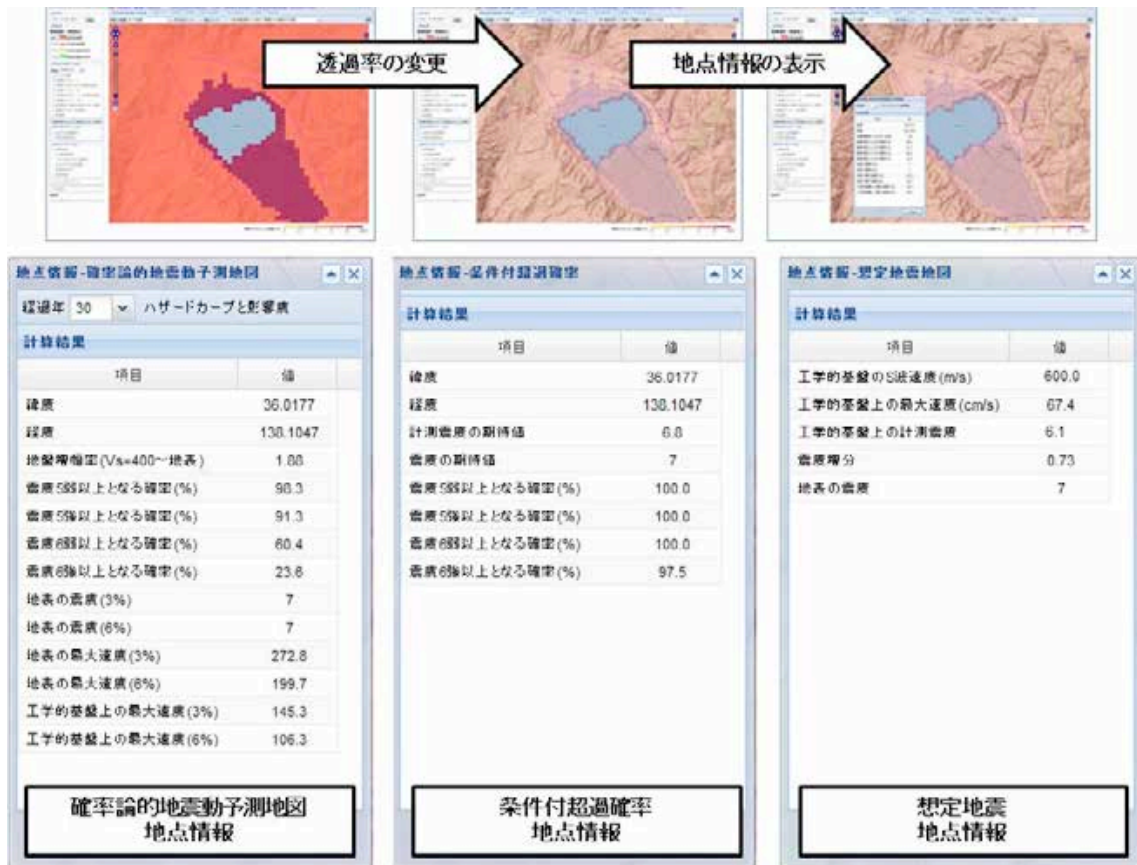 透過率の変更
地点情報の表示
地点情報-確率論的地震動予測地図
経過年 30 ハザードカーブと影響度
計算結果
項目 値
緯度 36.0177
経度 138.1047
地盤増幅率(Vs=400~地表) 1.88
震度5弱以上となる確率(%) 98.3
震度5強以上となる確率(%) 91.3
震度6弱以上となる確率(%) 60.4
震度6強以上となる確率(%) 23.6
地表の震度(3%) 7
地表の震度(6%) 7
地表の最大速度(3%) 272.8
地表の最大速度(6%) 199.7
工学的基盤上の最大速度(3%) 145.3
工学的基盤上の最大速度(6%) 106.3
確率論的地震動予測地図
地点情報
地点情報-条件付超過確率
計算結果
項目 値
緯度 36.0177
経度 138.1047
計測震度の期待値 6.8
震度の期待値 7
震度5弱以上となる確率(%) 100.0
震度5強以上となる確率(%) 100.0
震度6弱以上となる確率(%) 100.0
震度6強以上となる確率(%) 97.5
条件付超過確率
地点情報
地点情報-想定地震地図
計算結果
項目 値
工学的基盤のS波速度(m/s) 600.0
工学的基盤上の最大速度(cm/s) 67.4
工学的基盤上の計測震度 6.1
震度増分 0.73
地表の震度 7
想定地震
地点情報